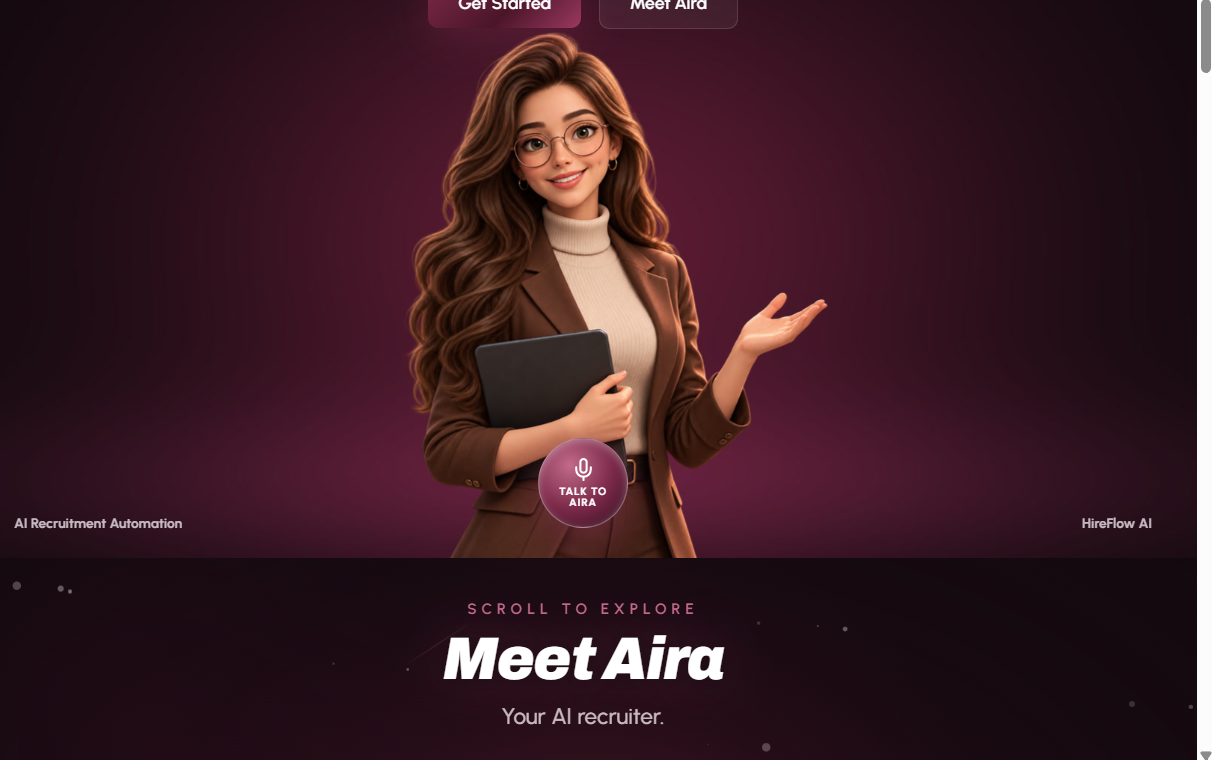 Get Started
Meet Aira
TALK TO
AIRA
AI Recruitment Automation
HireFlow AI
SCROLL TO EXPLORE
Meet Aira
Your AI recruiter.